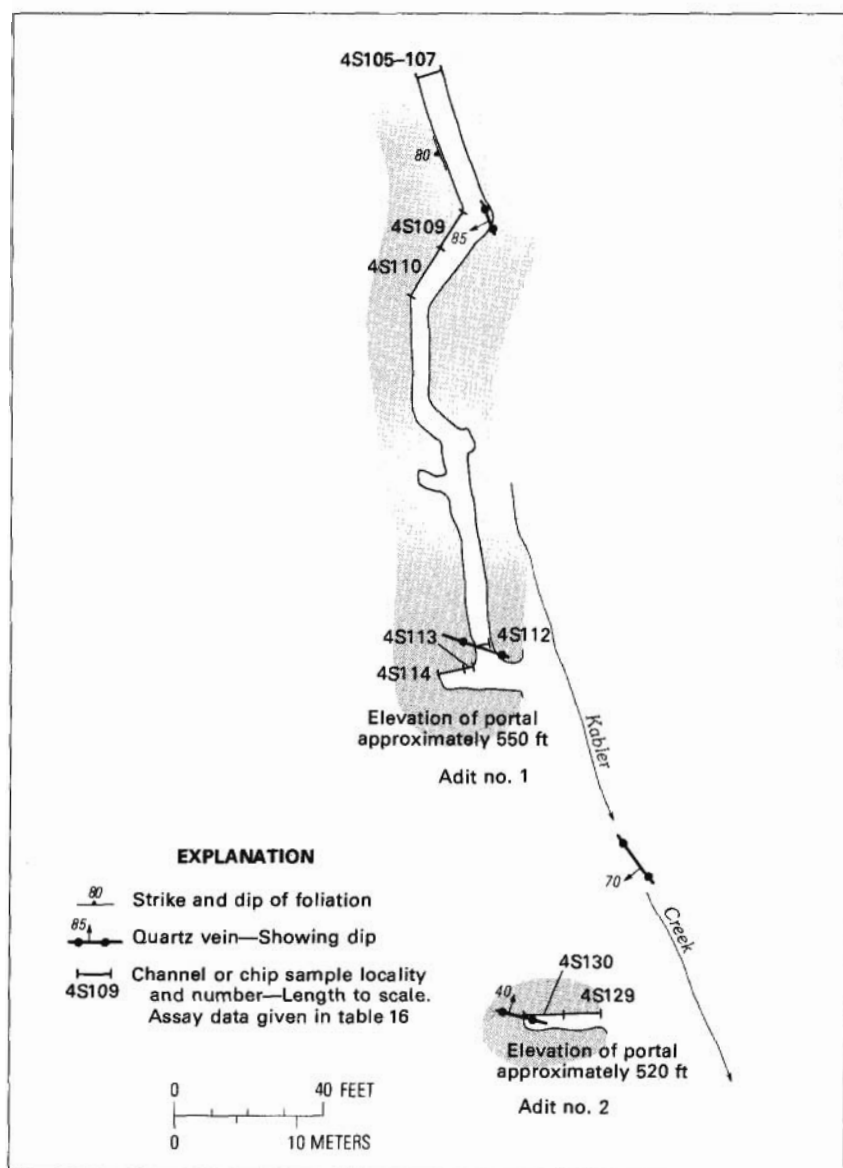 4S105–107
80
4S109
85
4S110
4S113
4S112
4S114
Elevation of portal
approximately 550 ft
Adit no. 1
Kabler
70
Creek
EXPLANATION
80
Strike and dip of foliation
85
Quartz vein—Showing dip
4S109
Channel or chip sample locality
and number—Length to scale.
Assay data given in table 16
4S130
40
4S129
Elevation of portal
approximately 520 ft
Adit no. 2
0 40 FEET
0 10 METERS